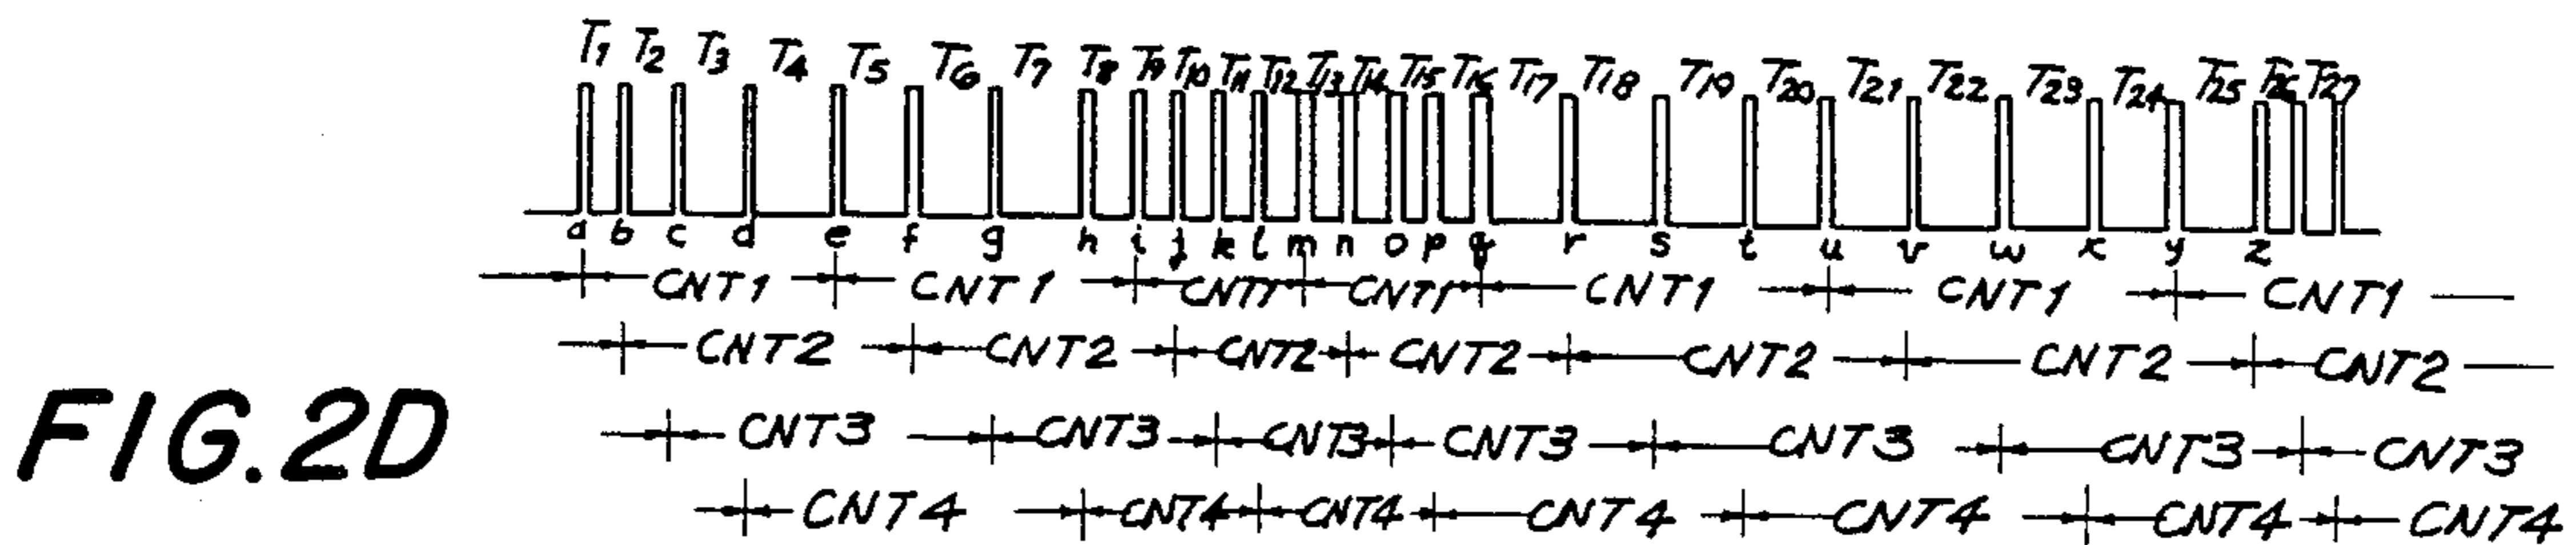 T1 T2 T3 T4 T5 T6 T7 T8 T9 T10 T11 T12 T13 T14 T15 T16 T17 T18 T19 T20 T21 T22 T23 T24 T25 T26 T27
a b c d e f g h i j k l m n o p q r s t u v w x y z
CNT1 CNT1 CNT1 CNT1 CNT1 CNT1 CNT1
CNT2 CNT2 CNT2 CNT2 CNT2 CNT2 CNT2
CNT3 CNT3 CNT3 CNT3 CNT3 CNT3 CNT3
CNT4 CNT4 CNT4 CNT4 CNT4 CNT4 CNT4
FIG.2D